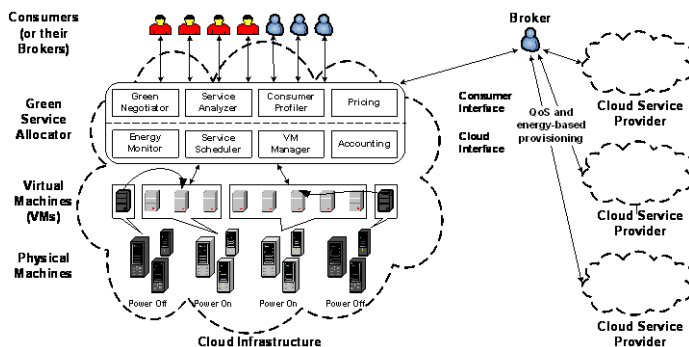 Consumers
(or their
Brokers)
Broker
Green
Negotiator
Service
Analyzer
Consumer
Profiler
Pricing
Green
Service
Allocator
Energy
Monitor
Service
Scheduler
VM
Manager
Accounting
Consumer
Interface
Cloud
Interface
QoS and
energy-based
provisioning
Cloud Service
Provider
Cloud Service
Provider
Cloud Service
Provider
Virtual
Machines
(VMs)
Physical
Machines
Power Off
Power On
Power On
Power Off
Cloud Infrastructure